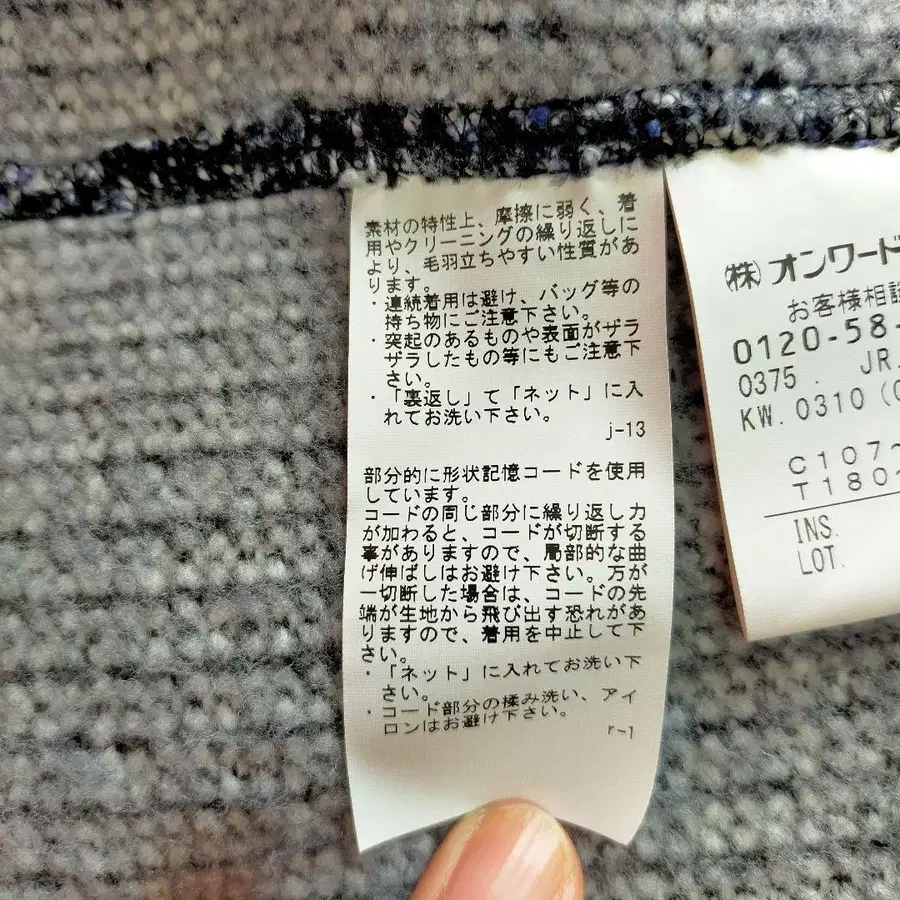 素材の特性上、摩擦に弱く、着
用やクリーニングの繰り返しに
より、毛羽立ちやすい性質があ
ります。
・連続着用は避け、バッグ等の
持ち物にご注意下さい。
・突起のあるものや表面がザラ
ザラしたもの等にもご注意下
さい。
・「裏返し」て「ネット」に入
れてお洗い下さい。
j-13
部分的に形状記憶コードを使用
しています。
コードの同じ部分に繰り返し力
が加わると、コードが切断する
事がありますので、局部的な曲
げ伸ばしはお避け下さい。万が
一切断した場合は、コードの先
端が生地から飛び出す恐れがあ
りますので、着用を中止して下
さい。
・「ネット」に入れてお洗い下
さい。
・コード部分の揉み洗い、アイ
ロンはお避け下さい。
r-1
㈱オンワード
お客様相談
0120-58-
0375. JR.
KW.0310(0
C107~
T180~
INS.
LOT.